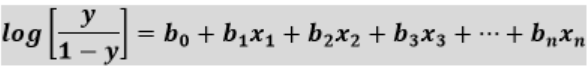 log[y/(1 − y)] = b₀ + b₁x₁ + b₂x₂ + b₃x₃ + ⋯ + bₙxₙ